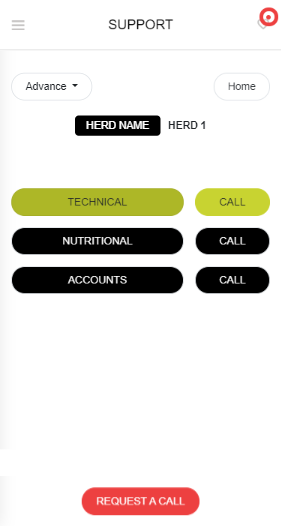 SUPPORT
Advance
Home
HERD NAME HERD 1
TECHNICAL CALL
NUTRITIONAL CALL
ACCOUNTS CALL
REQUEST A CALL